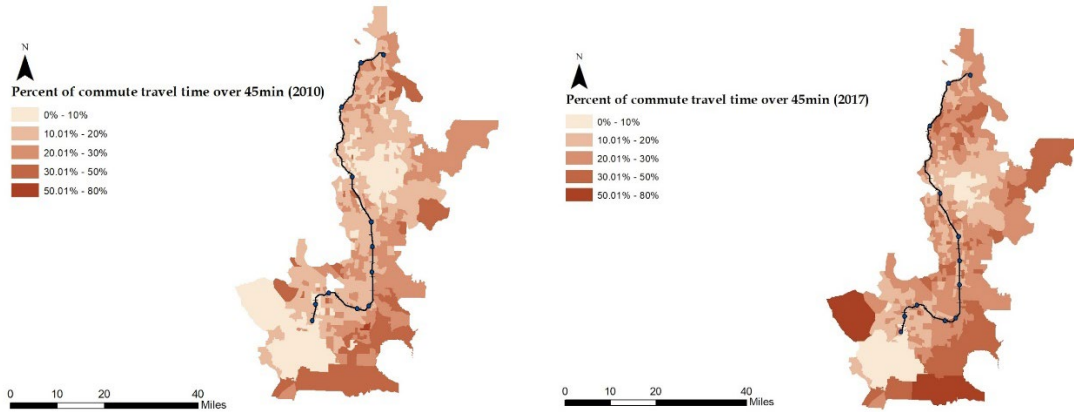 N
Percent of commute travel time over 45min (2010)
0% - 10%
10.01% - 20%
20.01% - 30%
30.01% - 50%
50.01% - 80%
0 10 20 40
Miles
N
Percent of commute travel time over 45min (2017)
0% - 10%
10.01% - 20%
20.01% - 30%
30.01% - 50%
50.01% - 80%
0 10 20 40
Miles